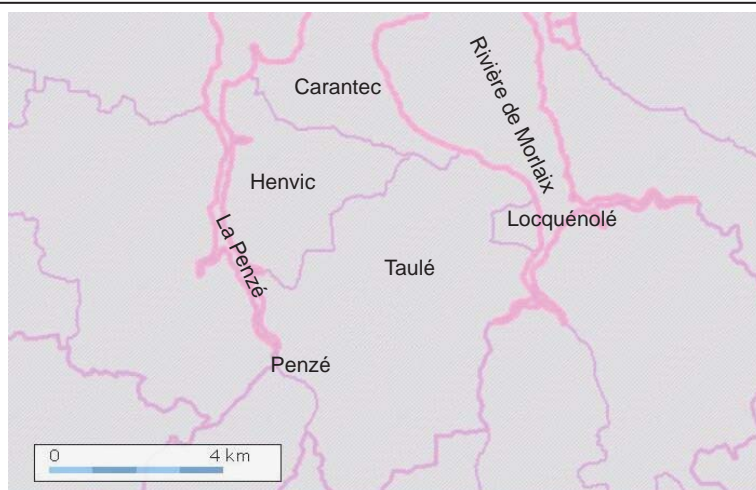 Carantec
Rivière de Morlaix
Henvic
Locquénolé
La Penzé
Taulé
Penzé
0 4 km